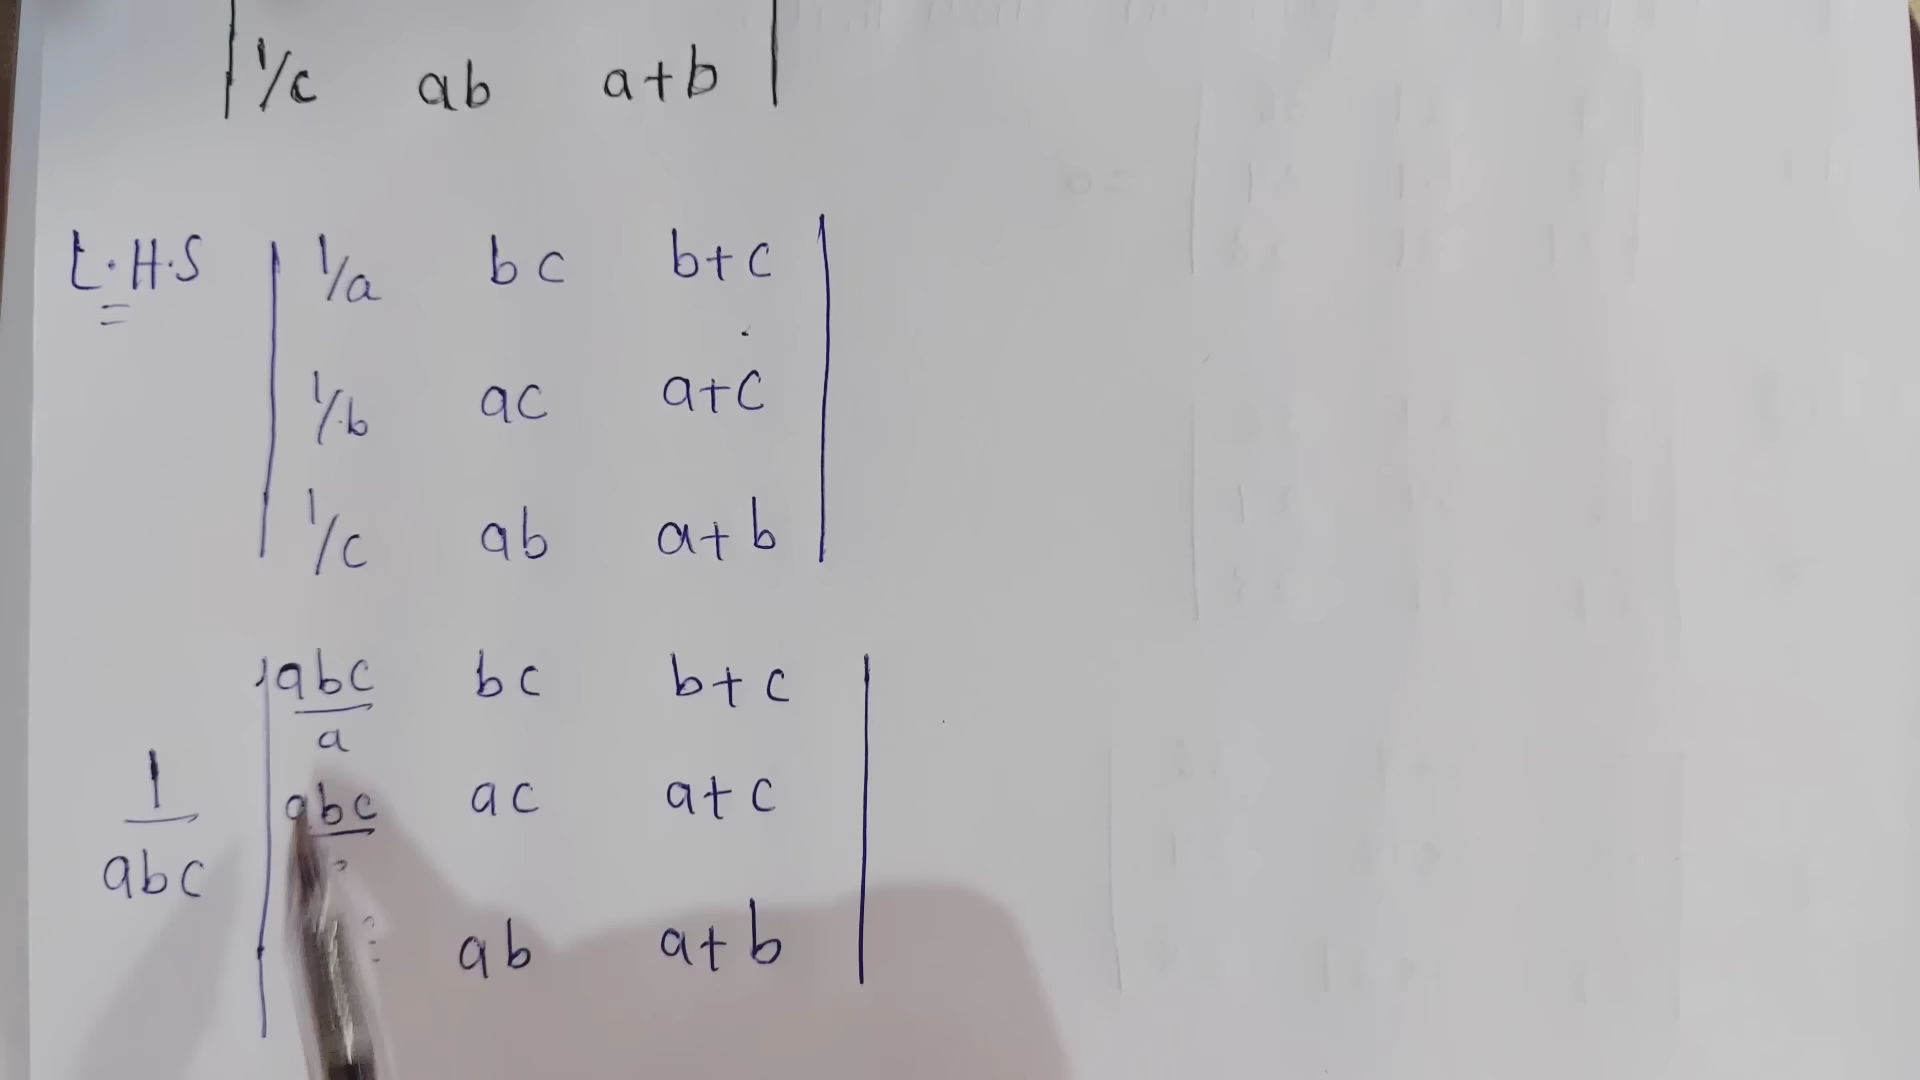 1/c ab a+b
L.H.S 1/a bc b+c
1/b ac a+c
1/c ab a+b
abc bc b+c
a
1 abc ac a+c
abc
ab a+b